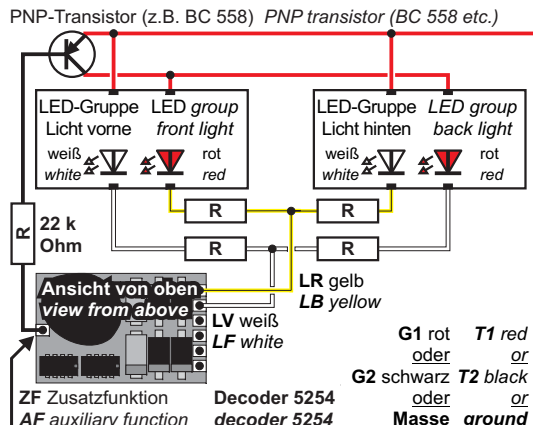 PNP-Transistor (z.B. BC 558) PNP transistor (BC 558 etc.)
LED-Gruppe LED group
Licht vorne front light
weiß rot
white red
LED-Gruppe LED group
Licht hinten back light
weiß rot
white red
R R
R R
R 22 k
Ohm
Ansicht von oben
view from above
LR gelb
LB yellow
LV weiß
LF white
G1 rot T1 red
oder or
G2 schwarz T2 black
oder or
Masse ground
ZF Zusatzfunktion Decoder 5254
AF auxiliary function decoder 5254